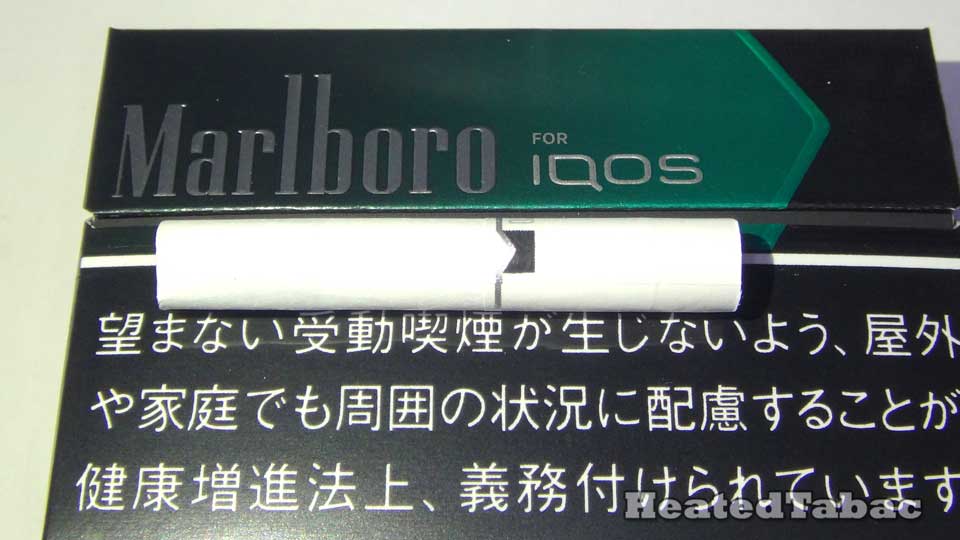 Marlboro
FOR
IQOS
望まない受動喫煙が生じないよう、屋外
や家庭でも周囲の状況に配慮することが
健康増進法上、義務付けられています
HeatedTabac